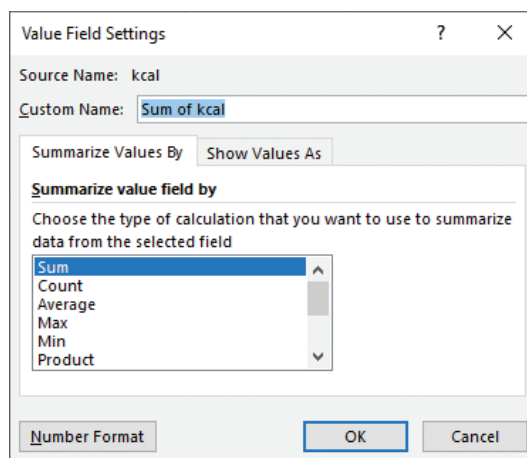 Value Field Settings ? ×
Source Name: kcal
Custom Name: Sum of kcal
Summarize Values By Show Values As
Summarize value field by
Choose the type of calculation that you want to use to summarize
data from the selected field
Sum
Count
Average
Max
Min
Product
Number Format OK Cancel